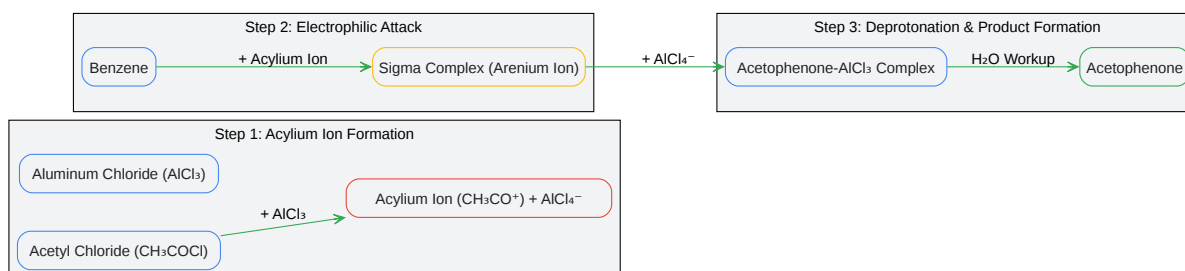 Step 2: Electrophilic Attack
Benzene
+ Acylium Ion
Sigma Complex (Arenium Ion)
+ AlCl₄⁻
Step 3: Deprotonation & Product Formation
Acetophenone-AlCl₃ Complex
H₂O Workup
Acetophenone
Step 1: Acylium Ion Formation
Aluminum Chloride (AlCl₃)
Acetyl Chloride (CH₃COCl)
+ AlCl₃
Acylium Ion (CH₃CO⁺) + AlCl₄⁻